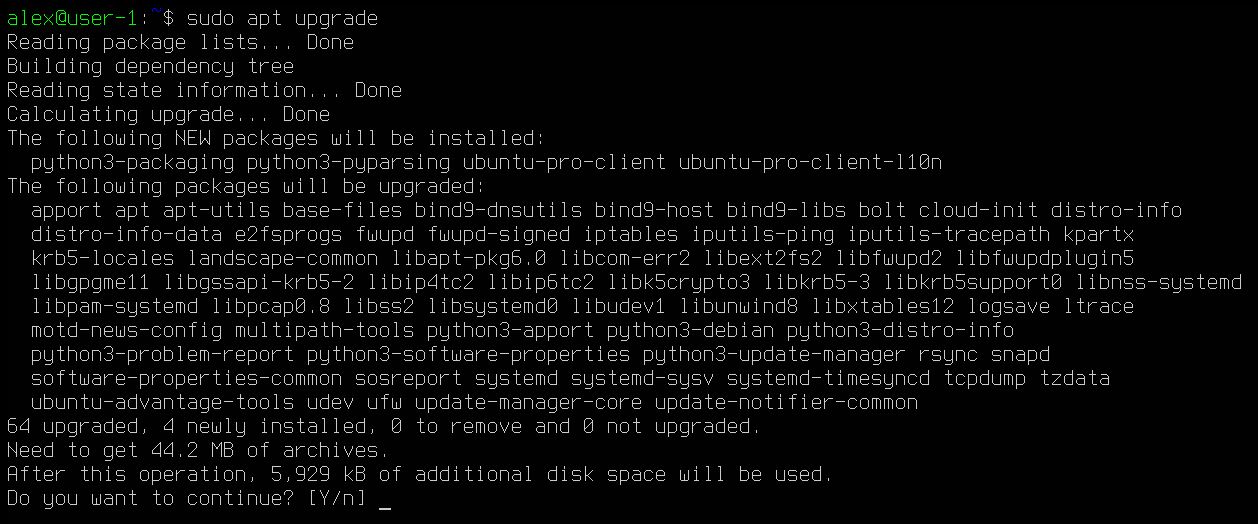 alex@user-1:~$ sudo apt upgrade
Reading package lists... Done
Building dependency tree
Reading state information... Done
Calculating upgrade... Done
The following NEW packages will be installed:
  python3-packaging python3-pyparsing ubuntu-pro-client ubuntu-pro-client-l10n
The following packages will be upgraded:
  apport apt apt-utils base-files bind9-dnsutils bind9-host bind9-libs bolt cloud-init distro-info
  distro-info-data e2fsprogs fwupd fwupd-signed iptables iputils-ping iputils-tracepath kpartx
  krb5-locales landscape-common libapt-pkg6.0 libcom-err2 libext2fs2 libfwupd2 libfwupdplugin5
  libgpgme11 libgssapi-krb5-2 libip4tc2 libip6tc2 libk5crypto3 libkrb5-3 libkrb5support0 libnss-systemd
  libpam-systemd libpcap0.8 libss2 libsystemd0 libudev1 libunwind8 libxtables12 logsave ltrace
  motd-news-config multipath-tools python3-apport python3-debian python3-distro-info
  python3-problem-report python3-software-properties python3-update-manager rsync snapd
  software-properties-common sosreport systemd systemd-sysv systemd-timesyncd tcpdump tzdata
  ubuntu-advantage-tools udev ufw update-manager-core update-notifier-common
64 upgraded, 4 newly installed, 0 to remove and 0 not upgraded.
Need to get 44.2 MB of archives.
After this operation, 5,929 kB of additional disk space will be used.
Do you want to continue? [Y/n] _